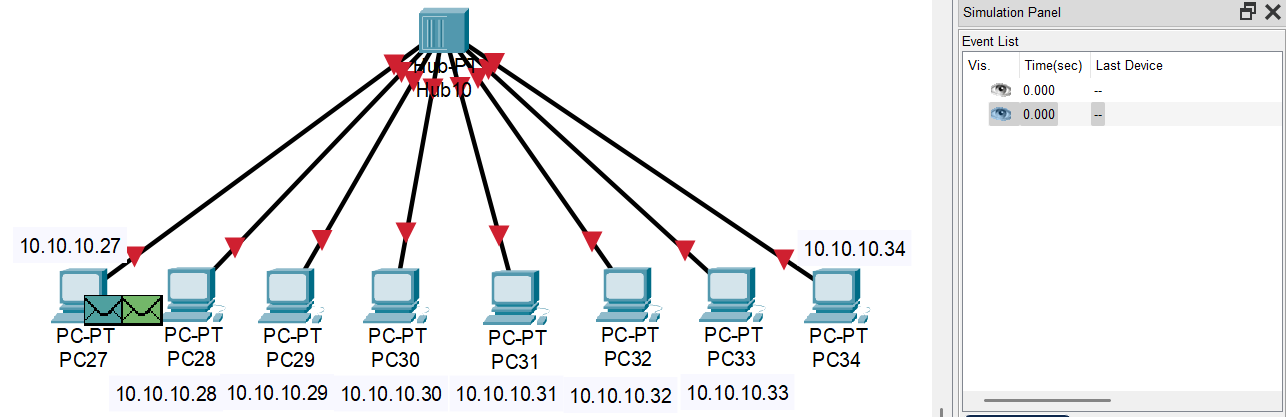 Simulation Panel
Event List
Vis. Time(sec) Last Device
0.000 --
0.000 --
Hub-PT
Hub10
10.10.10.27
10.10.10.34
PC-PT
PC27
PC-PT
PC28
PC-PT
PC29
PC-PT
PC30
PC-PT
PC31
PC-PT
PC32
PC-PT
PC33
PC-PT
PC34
10.10.10.28
10.10.10.29
10.10.10.30
10.10.10.31
10.10.10.32
10.10.10.33